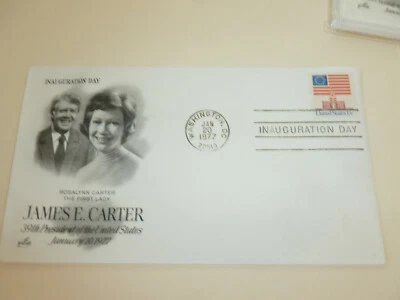 INAUGURATION DAY
ROSALYNN CARTER
THE FIRST LADY
JAMES E. CARTER
39th President of the United States
January 20, 1977
WASHINGTON, DC
JAN
20
1977
INAUGURATION DAY